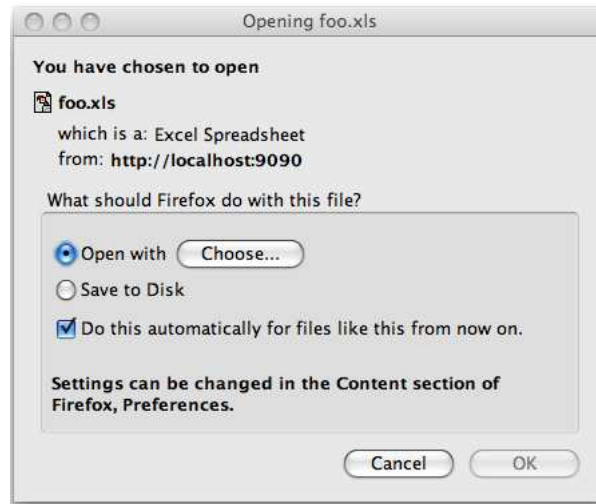 Opening foo.xls
You have chosen to open
foo.xls
which is a: Excel Spreadsheet
from: http://localhost:9090
What should Firefox do with this file?
Open with Choose...
Save to Disk
Do this automatically for files like this from now on.
Settings can be changed in the Content section of
Firefox, Preferences.
Cancel OK